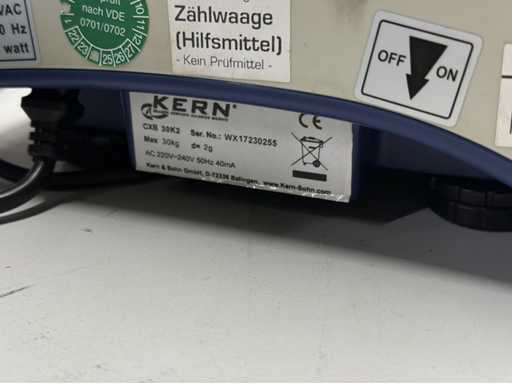 VAC
0 Hz
watt
nach VDE
0701/0702
Zählwaage
(Hilfsmittel)
- Kein Prüfmittel -
OFF
ON
KERN
CXB 30K2 Ser. No.: WX17230255
Max 30kg d= 2g
AC 220V~240V 50Hz 40mA
Kern & Sohn GmbH, D-72336 Balingen, www.Kern-Sohn.com
CE